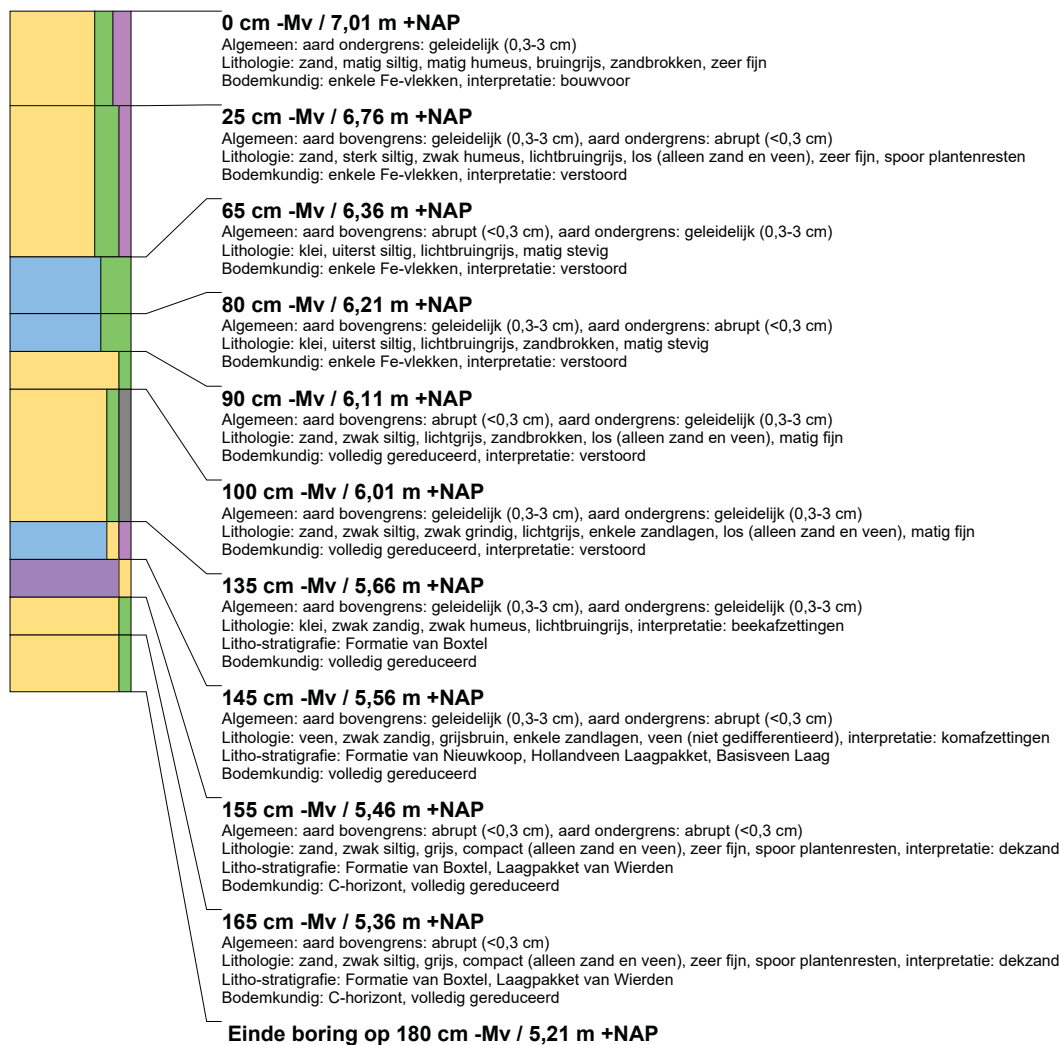 0 cm -Mv / 7,01 m +NAP
Algemeen: aard ondergrens: geleidelijk (0,3-3 cm)
Lithologie: zand, matig siltig, matig humeus, bruingrijs, zandbrokken, zeer fijn
Bodemkundig: enkele Fe-vlekken, interpretatie: bouwvoor
25 cm -Mv / 6,76 m +NAP
Algemeen: aard bovengrens: geleidelijk (0,3-3 cm), aard ondergrens: abrupt (<0,3 cm)
Lithologie: zand, sterk siltig, zwak humeus, lichtbruingrijs, los (alleen zand en veen), zeer fijn, spoor plantenresten
Bodemkundig: enkele Fe-vlekken, interpretatie: verstoord
65 cm -Mv / 6,36 m +NAP
Algemeen: aard bovengrens: abrupt (<0,3 cm), aard ondergrens: geleidelijk (0,3-3 cm)
Lithologie: klei, uiterst siltig, lichtbruingrijs, matig stevig
Bodemkundig: enkele Fe-vlekken, interpretatie: verstoord
80 cm -Mv / 6,21 m +NAP
Algemeen: aard bovengrens: geleidelijk (0,3-3 cm), aard ondergrens: abrupt (<0,3 cm)
Lithologie: klei, uiterst siltig, lichtbruingrijs, zandbrokken, matig stevig
Bodemkundig: enkele Fe-vlekken, interpretatie: verstoord
90 cm -Mv / 6,11 m +NAP
Algemeen: aard bovengrens: abrupt (<0,3 cm), aard ondergrens: geleidelijk (0,3-3 cm)
Lithologie: zand, zwak siltig, lichtgrijs, zandbrokken, los (alleen zand en veen), matig fijn
Bodemkundig: volledig gereduceerd, interpretatie: verstoord
100 cm -Mv / 6,01 m +NAP
Algemeen: aard bovengrens: geleidelijk (0,3-3 cm), aard ondergrens: geleidelijk (0,3-3 cm)
Lithologie: zand, zwak siltig, zwak grindig, lichtgrijs, enkele zandlagen, los (alleen zand en veen), matig fijn
Bodemkundig: volledig gereduceerd, interpretatie: verstoord
135 cm -Mv / 5,66 m +NAP
Algemeen: aard bovengrens: geleidelijk (0,3-3 cm), aard ondergrens: geleidelijk (0,3-3 cm)
Lithologie: klei, zwak zandig, zwak humeus, lichtbruingrijs, interpretatie: beekafzettingen
Litho-stratigrafie: Formatie van Boxtel
Bodemkundig: volledig gereduceerd
145 cm -Mv / 5,56 m +NAP
Algemeen: aard bovengrens: geleidelijk (0,3-3 cm), aard ondergrens: abrupt (<0,3 cm)
Lithologie: veen, zwak zandig, grijsbruin, enkele zandlagen, veen (niet gedifferentieerd), interpretatie: komafzettingen
Litho-stratigrafie: Formatie van Nieuwkoop, Hollandveen Laagpakket, Basisveen Laag
Bodemkundig: volledig gereduceerd
155 cm -Mv / 5,46 m +NAP
Algemeen: aard bovengrens: abrupt (<0,3 cm), aard ondergrens: abrupt (<0,3 cm)
Lithologie: zand, zwak siltig, grijs, compact (alleen zand en veen), zeer fijn, spoor plantenresten, interpretatie: dekzand
Litho-stratigrafie: Formatie van Boxtel, Laagpakket van Wierden
Bodemkundig: C-horizont, volledig gereduceerd
165 cm -Mv / 5,36 m +NAP
Algemeen: aard bovengrens: abrupt (<0,3 cm)
Lithologie: zand, zwak siltig, grijs, compact (alleen zand en veen), zeer fijn, spoor plantenresten, interpretatie: dekzand
Litho-stratigrafie: Formatie van Boxtel, Laagpakket van Wierden
Bodemkundig: C-horizont, volledig gereduceerd
Einde boring op 180 cm -Mv / 5,21 m +NAP